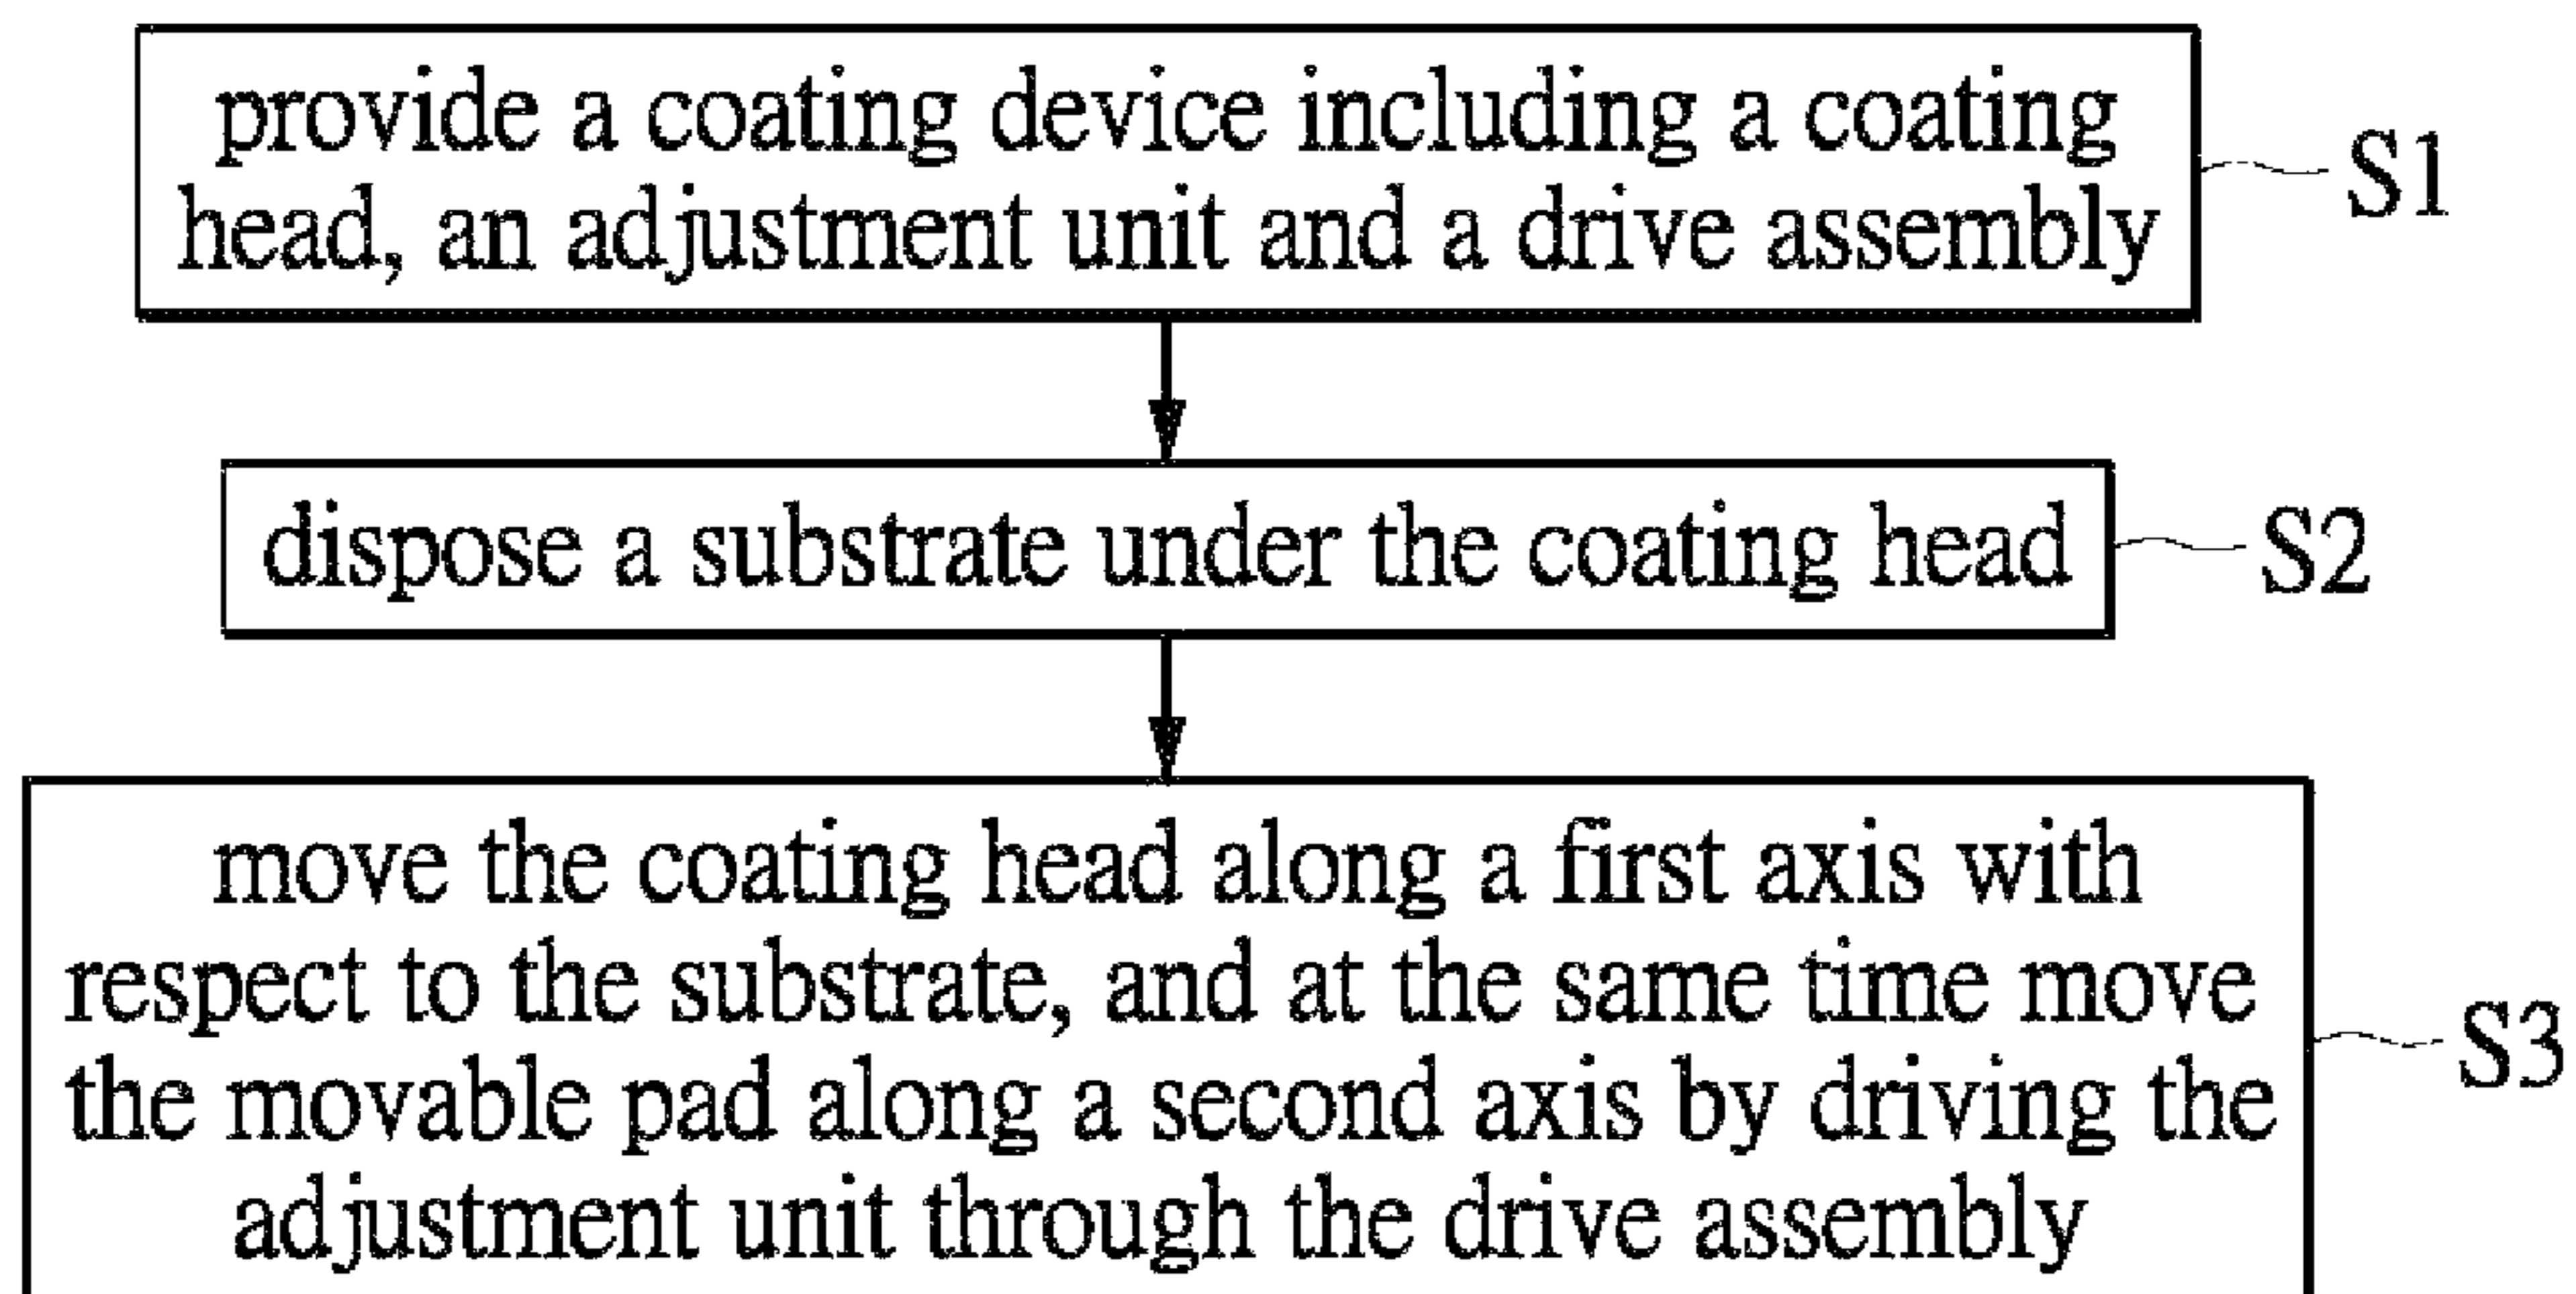 provide a coating device including a coating
head, an adjustment unit and a drive assembly
S1
dispose a substrate under the coating head
S2
move the coating head along a first axis with
respect to the substrate, and at the same time move
the movable pad along a second axis by driving the
adjustment unit through the drive assembly
S3